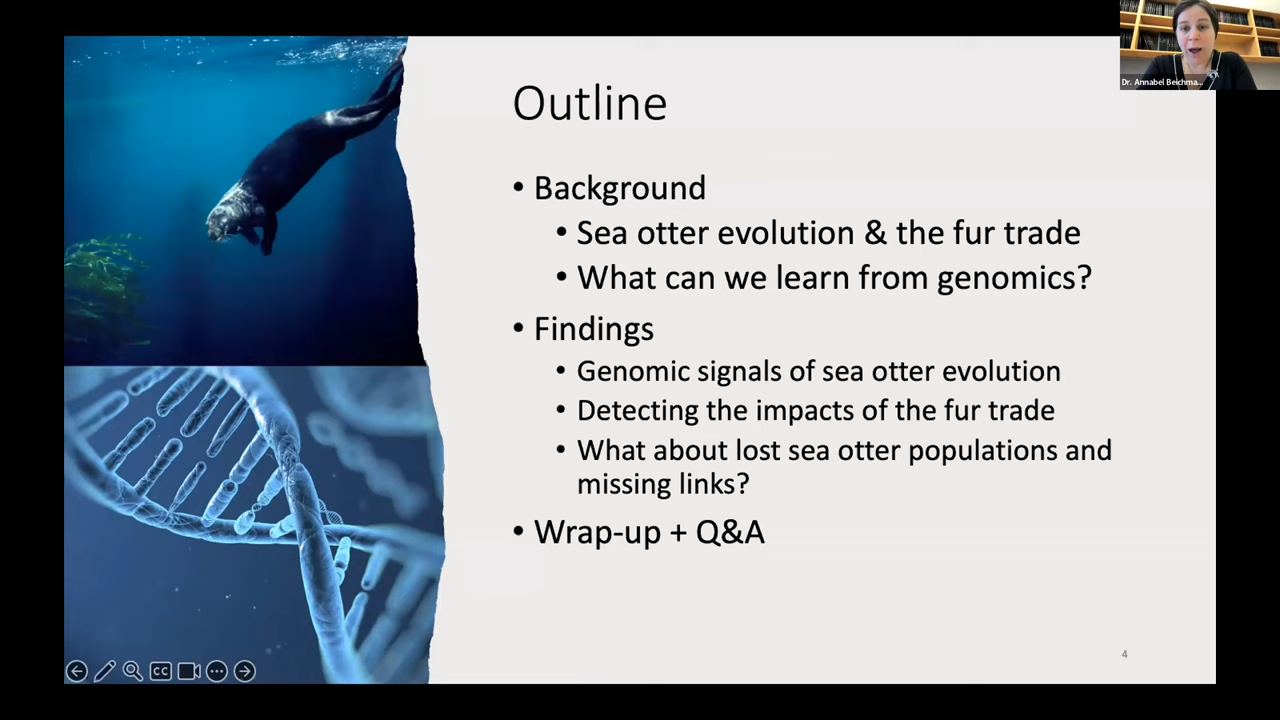 Dr. Annabel Beichma...
Outline
• Background
• Sea otter evolution & the fur trade
• What can we learn from genomics?
• Findings
• Genomic signals of sea otter evolution
• Detecting the impacts of the fur trade
• What about lost sea otter populations and
missing links?
• Wrap-up + Q&A
4
CC